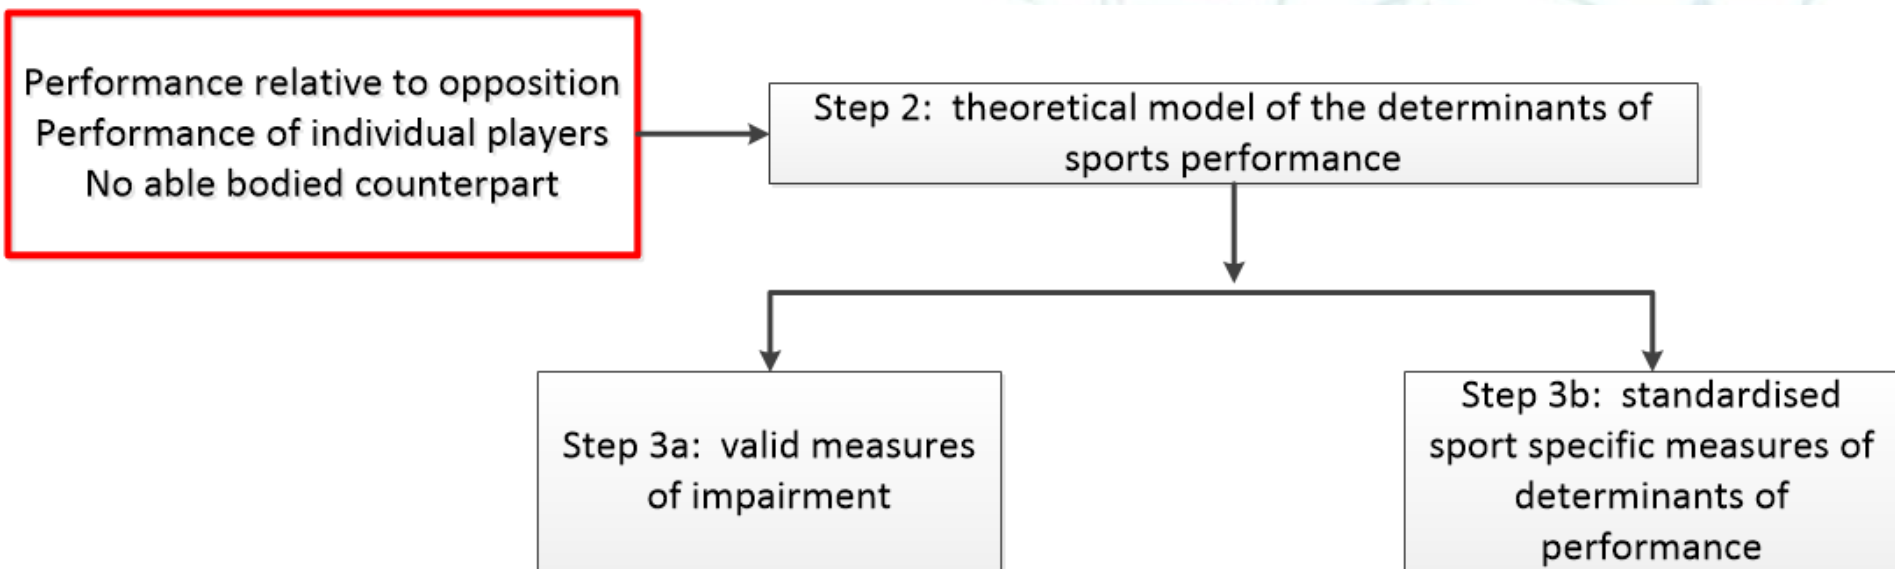 Performance relative to opposition
Performance of individual players
No able bodied counterpart
Step 2:  theoretical model of the determinants of
sports performance
Step 3a:  valid measures
of impairment
Step 3b:  standardised
sport specific measures of
determinants of
performance